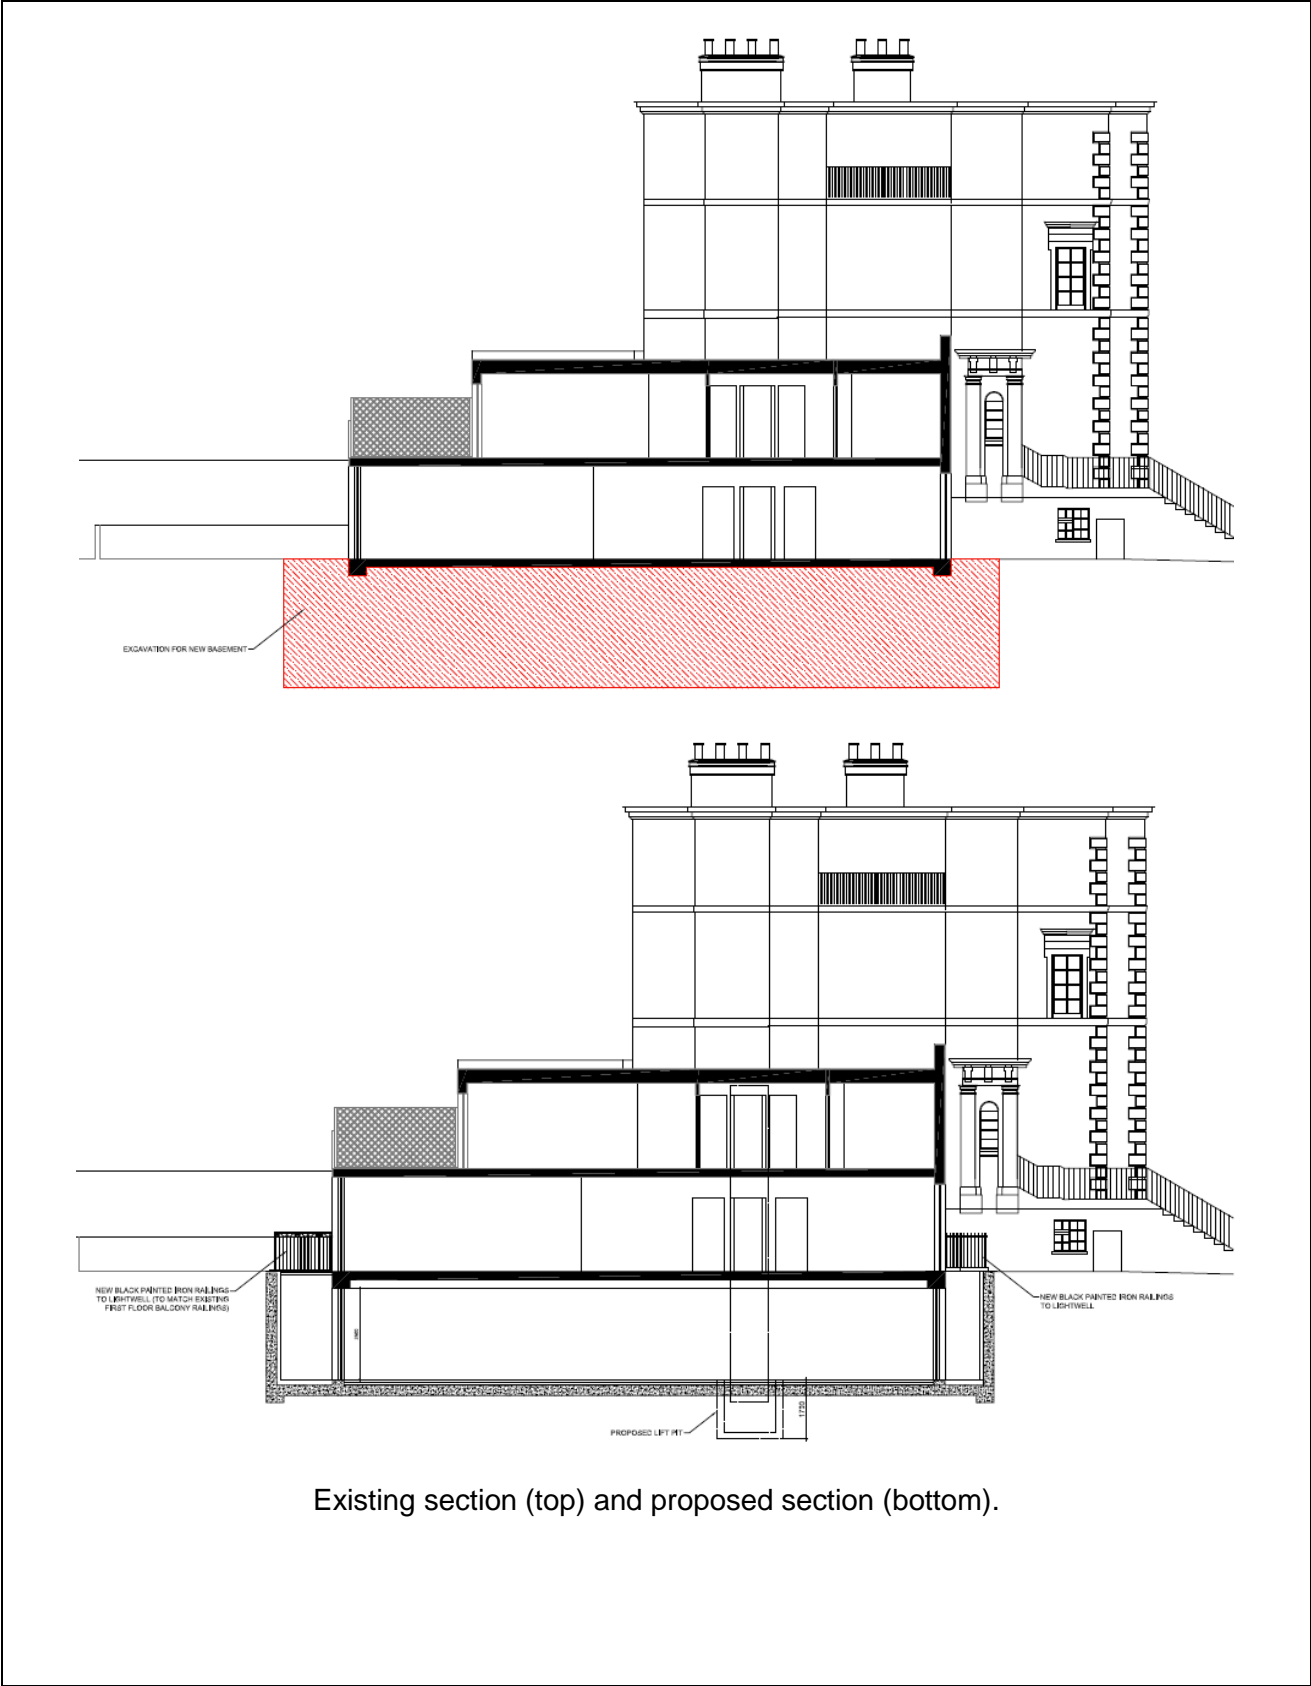 EXCAVATION FOR NEW BASEMENT
NEW BLACK PAINTED IRON RAILINGS
TO LIGHTWELL (TO MATCH EXISTING
FIRST FLOOR BALCONY RAILINGS)
NEW BLACK PAINTED IRON RAILINGS
TO LIGHTWELL
PROPOSED LIFT PIT
1700
Existing section (top) and proposed section (bottom).